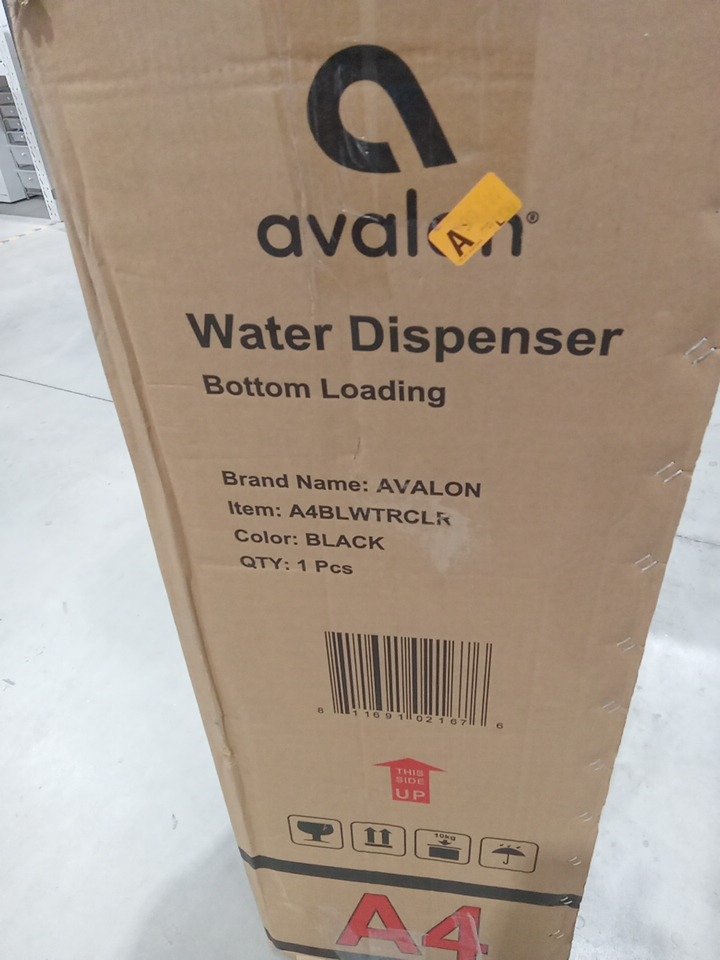 avalon®
A
Water Dispenser
Bottom Loading
Brand Name: AVALON
Item: A4BLWTRCLR
Color: BLACK
QTY: 1 Pcs
8 11691 02167 6
THIS
SIDE
UP
10kg
A4